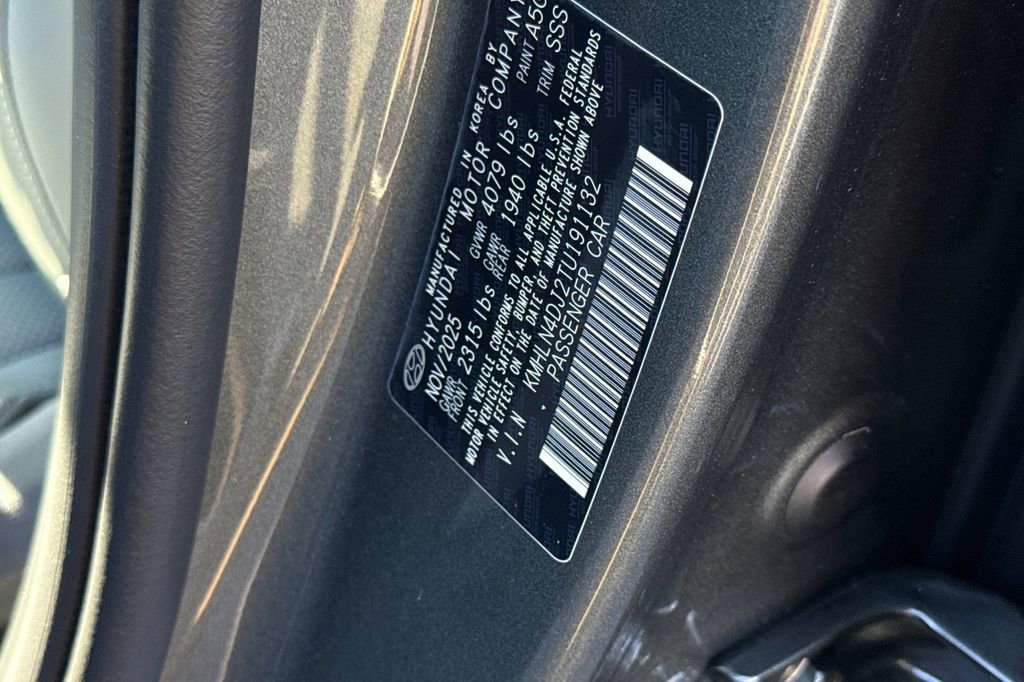 MANUFACTURED IN KOREA BY
HYUNDAI MOTOR COMPANY
NOV/2025 GVWR 4079 lbs PAINT
GAWR FRONT 2315 lbs GAWR REAR 1940 lbs TRIM SSS
THIS VEHICLE CONFORMS TO ALL APPLICABLE U.S.A. FEDERAL
MOTOR VEHICLE SAFETY, BUMPER, AND THEFT PREVENTION STANDARDS
IN EFFECT ON THE DATE OF MANUFACTURE SHOWN ABOVE
V.I.N KMHLN4DJ2TU191132
PASSENGER CAR